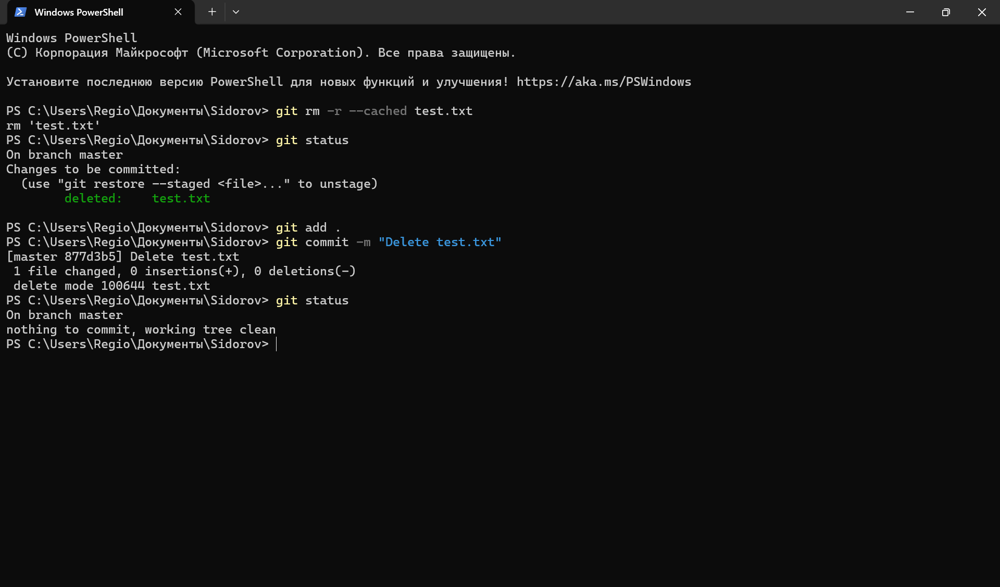 Windows PowerShell
Windows PowerShell
(C) Корпорация Майкрософт (Microsoft Corporation). Все права защищены.
Установите последнюю версию PowerShell для новых функций и улучшения! https://aka.ms/PSWindows
PS C:\Users\Regio\Документы\Sidorov> git rm -r --cached test.txt
rm 'test.txt'
PS C:\Users\Regio\Документы\Sidorov> git status
On branch master
Changes to be committed:
  (use "git restore --staged <file>..." to unstage)
        deleted:    test.txt
PS C:\Users\Regio\Документы\Sidorov> git add .
PS C:\Users\Regio\Документы\Sidorov> git commit -m "Delete test.txt"
[master 877d3b5] Delete test.txt
 1 file changed, 0 insertions(+), 0 deletions(-)
 delete mode 100644 test.txt
PS C:\Users\Regio\Документы\Sidorov> git status
On branch master
nothing to commit, working tree clean
PS C:\Users\Regio\Документы\Sidorov>